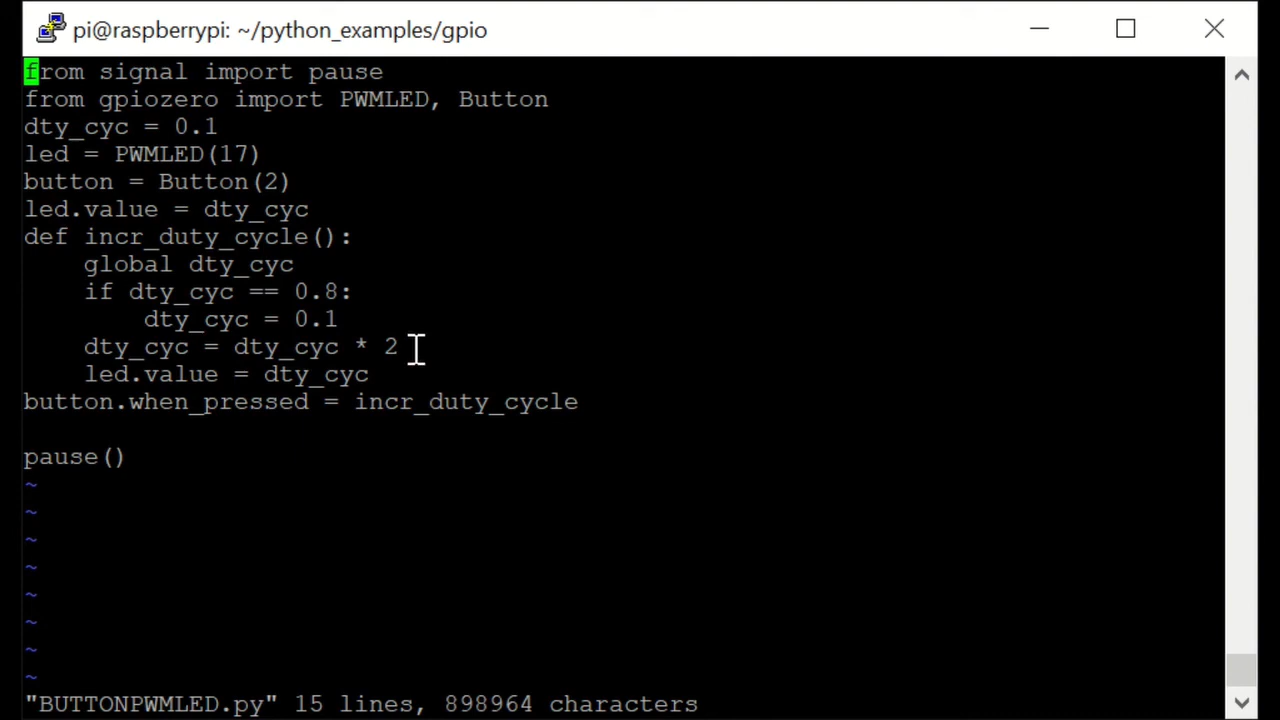 pi@raspberrypi: ~/python_examples/gpio
from signal import pause
from gpiozero import PWMLED, Button
dty_cyc = 0.1
led = PWMLED(17)
button = Button(2)
led.value = dty_cyc
def incr_duty_cycle():
    global dty_cyc
    if dty_cyc == 0.8:
        dty_cyc = 0.1
    dty_cyc = dty_cyc * 2
    led.value = dty_cyc
button.when_pressed = incr_duty_cycle
pause()
~
~
~
~
~
~
~
~
"BUTTONPWMLED.py" 15 lines, 898964 characters